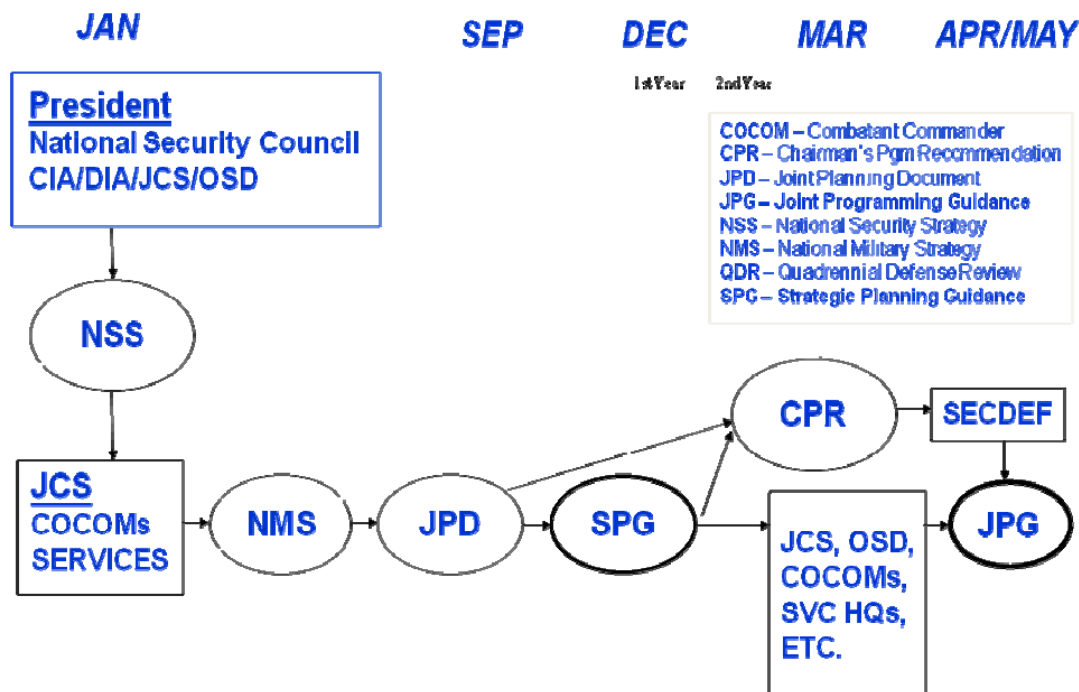 JAN SEP DEC MAR APR/MAY
1st Year 2nd Year
President
National Security Council
CIA/DIA/JCS/OSD
COCOM – Combatant Commander
CPR – Chairman's Pgm Recommendation
JPD – Joint Planning Document
JPG – Joint Programming Guidance
NSS – National Security Strategy
NMS – National Military Strategy
QDR – Quadrennial Defense Review
SPG – Strategic Planning Guidance
NSS
CPR
SECDEF
JCS
COCOMs
SERVICES
NMS
JPD
SPG
JCS, OSD,
COCOMs,
SVC HQs,
ETC.
JPG